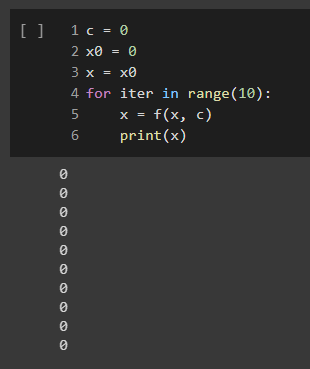 [ ] 1 c = 0
2 x0 = 0
3 x = x0
4 for iter in range(10):
5     x = f(x, c)
6     print(x)
0
0
0
0
0
0
0
0
0
0